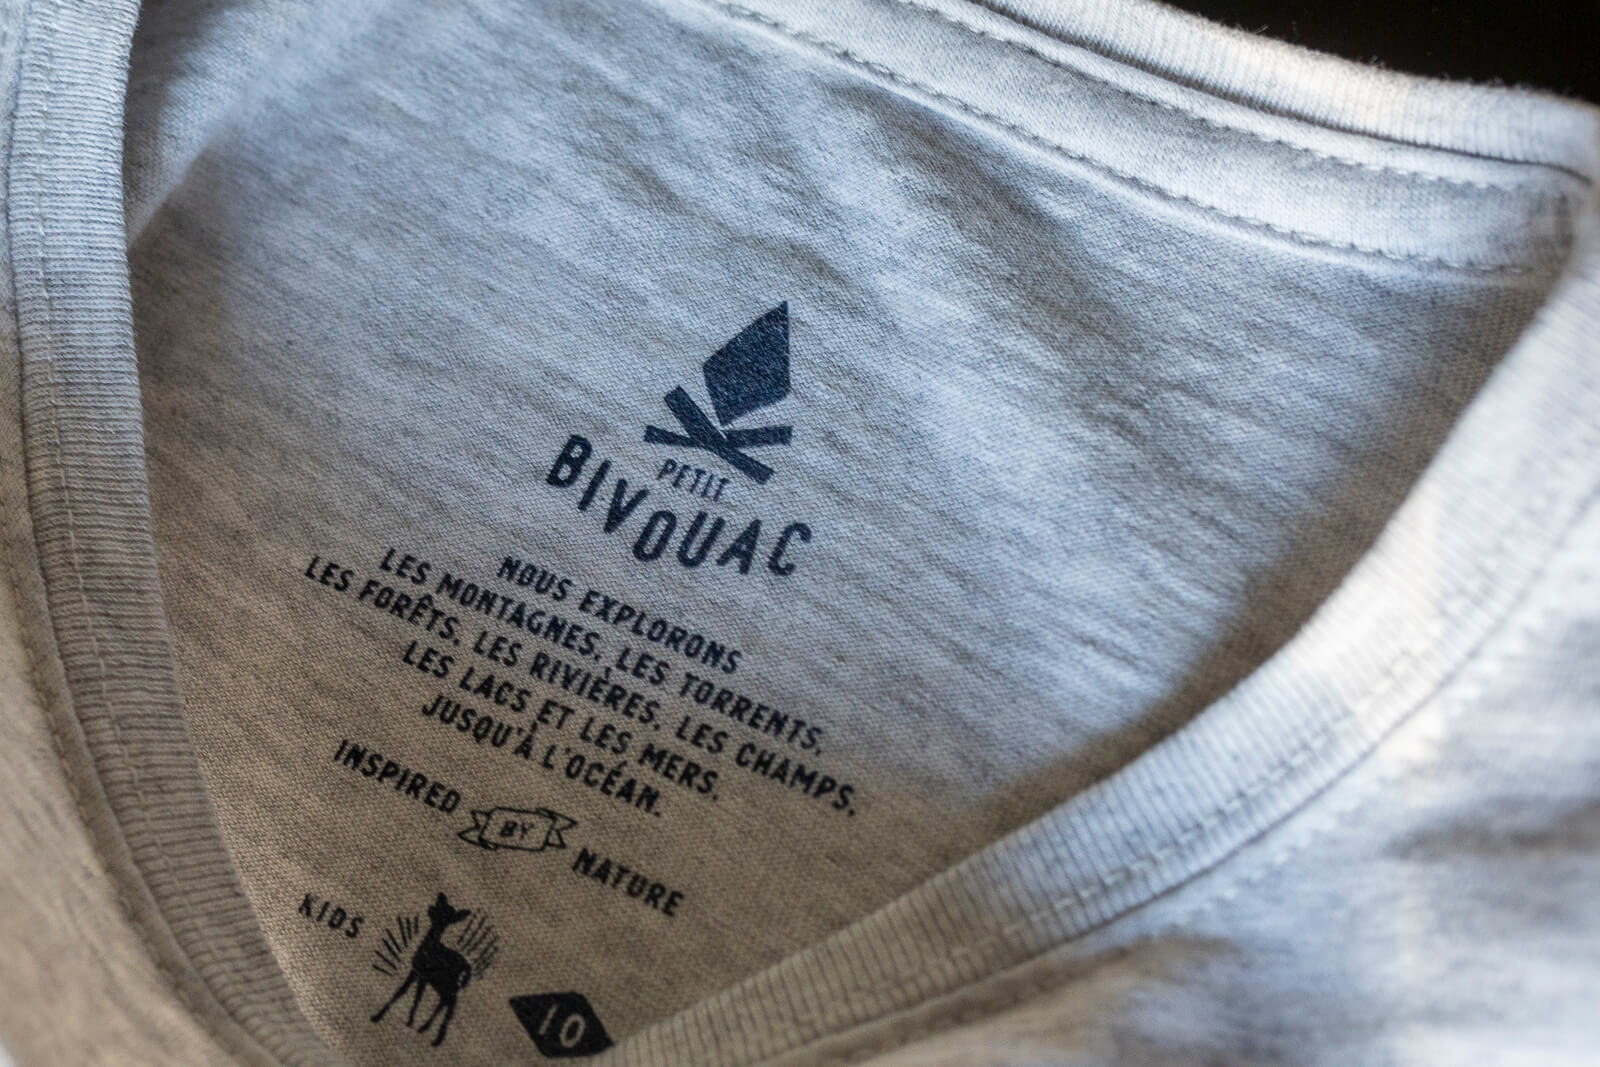 PETIT
BIVOUAC
NOUS EXPLORONS
LES MONTAGNES, LES TORRENTS,
LES FORÊTS, LES RIVIÈRES, LES CHAMPS,
LES LACS ET LES MERS,
JUSQU'À L'OCÉAN.
INSPIRED BY NATURE
KIDS
10